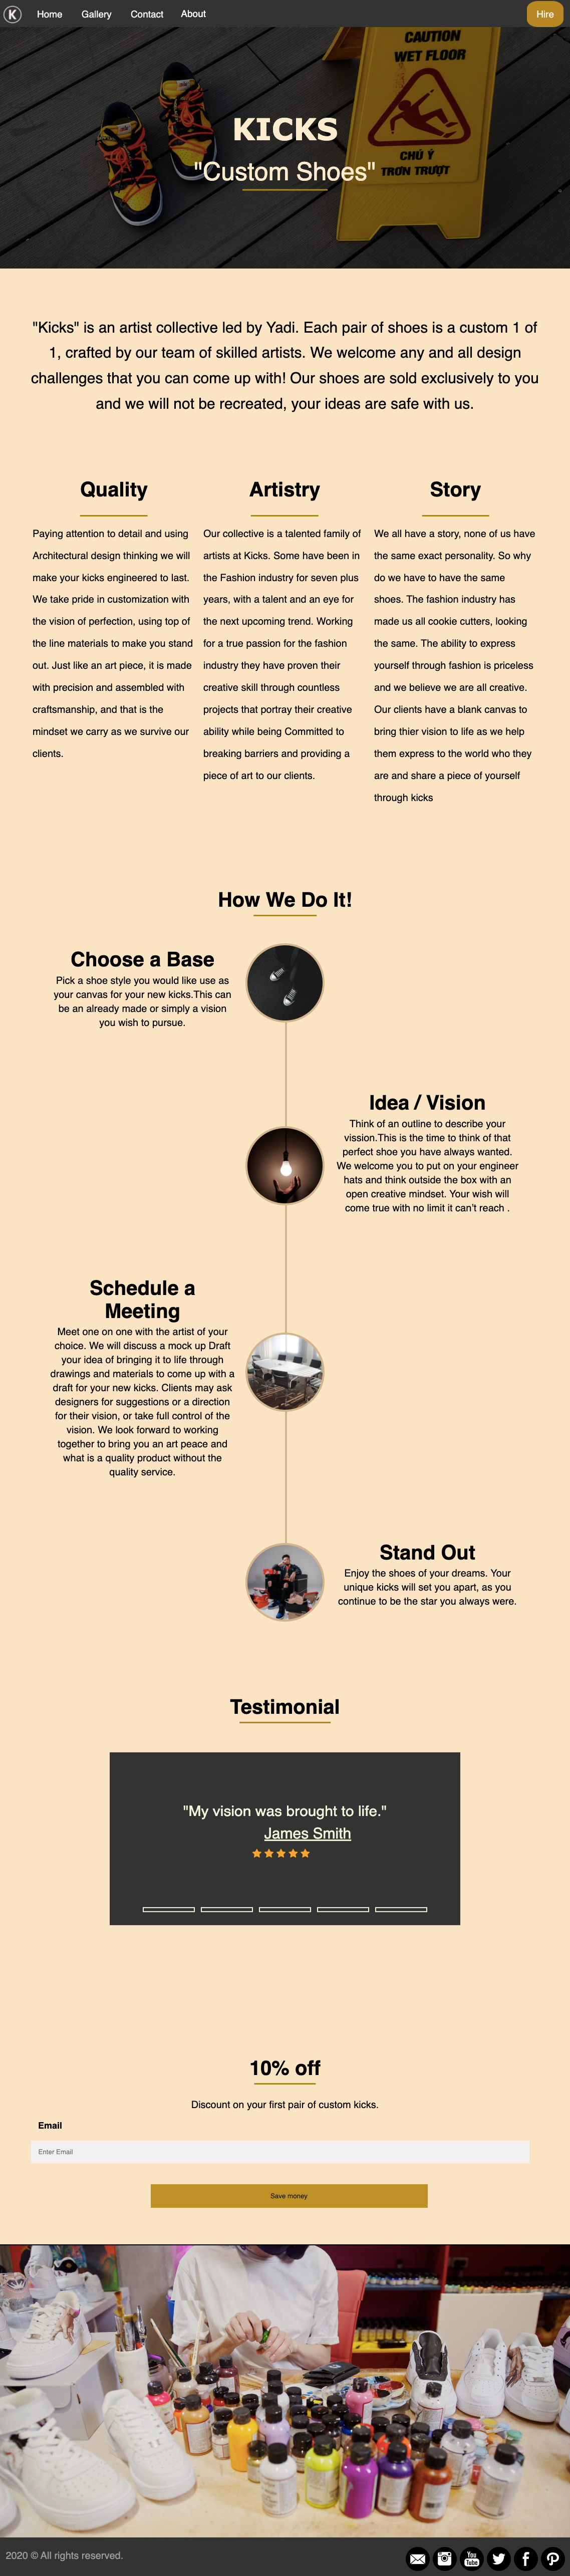 K
Home Gallery Contact About Hire
CAUTION
WET FLOOR
KICKS
CHÚ Ý
TRƠN TRƯỢT
"Custom Shoes"
"Kicks" is an artist collective led by Yadi. Each pair of shoes is a custom 1 of
1, crafted by our team of skilled artists. We welcome any and all design
challenges that you can come up with! Our shoes are sold exclusively to you
and we will not be recreated, your ideas are safe with us.
Quality
Paying attention to detail and using
Architectural design thinking we will
make your kicks engineered to last.
We take pride in customization with
the vision of perfection, using top of
the line materials to make you stand
out. Just like an art piece, it is made
with precision and assembled with
craftsmanship, and that is the
mindset we carry as we survive our
clients.
Artistry
Our collective is a talented family of
artists at Kicks. Some have been in
the Fashion industry for seven plus
years, with a talent and an eye for
the next upcoming trend. Working
for a true passion for the fashion
industry they have proven their
creative skill through countless
projects that portray their creative
ability while being Committed to
breaking barriers and providing a
piece of art to our clients.
Story
We all have a story, none of us have
the same exact personality. So why
do we have to have the same
shoes. The fashion industry has
made us all cookie cutters, looking
the same. The ability to express
yourself through fashion is priceless
and we believe we are all creative.
Our clients have a blank canvas to
bring thier vision to life as we help
them express to the world who they
are and share a piece of yourself
through kicks
How We Do It!
Choose a Base
Pick a shoe style you would like use as
your canvas for your new kicks.This can
be an already made or simply a vision
you wish to pursue.
Idea / Vision
Think of an outline to describe your
vission.This is the time to think of that
perfect shoe you have always wanted.
We welcome you to put on your engineer
hats and think outside the box with an
open creative mindset. Your wish will
come true with no limit it can't reach .
Schedule a
Meeting
Meet one on one with the artist of your
choice. We will discuss a mock up Draft
your idea of bringing it to life through
drawings and materials to come up with a
draft for your new kicks. Clients may ask
designers for suggestions or a direction
for their vision, or take full control of the
vision. We look forward to working
together to bring you an art peace and
what is a quality product without the
quality service.
Stand Out
Enjoy the shoes of your dreams. Your
unique kicks will set you apart, as you
continue to be the star you always were.
Testimonial
"My vision was brought to life."
James Smith
10% off
Discount on your first pair of custom kicks.
Email
Enter Email
Save money
2020 © All rights reserved.
You
Tube